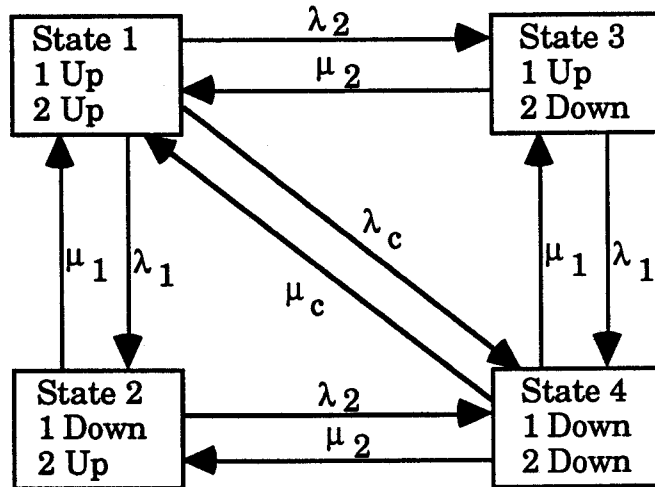 State 1
1 Up
2 Up
λ2
μ2
State 3
1 Up
2 Down
μ1
λ1
λc
μc
μ1
λ1
State 2
1 Down
2 Up
λ2
μ2
State 4
1 Down
2 Down